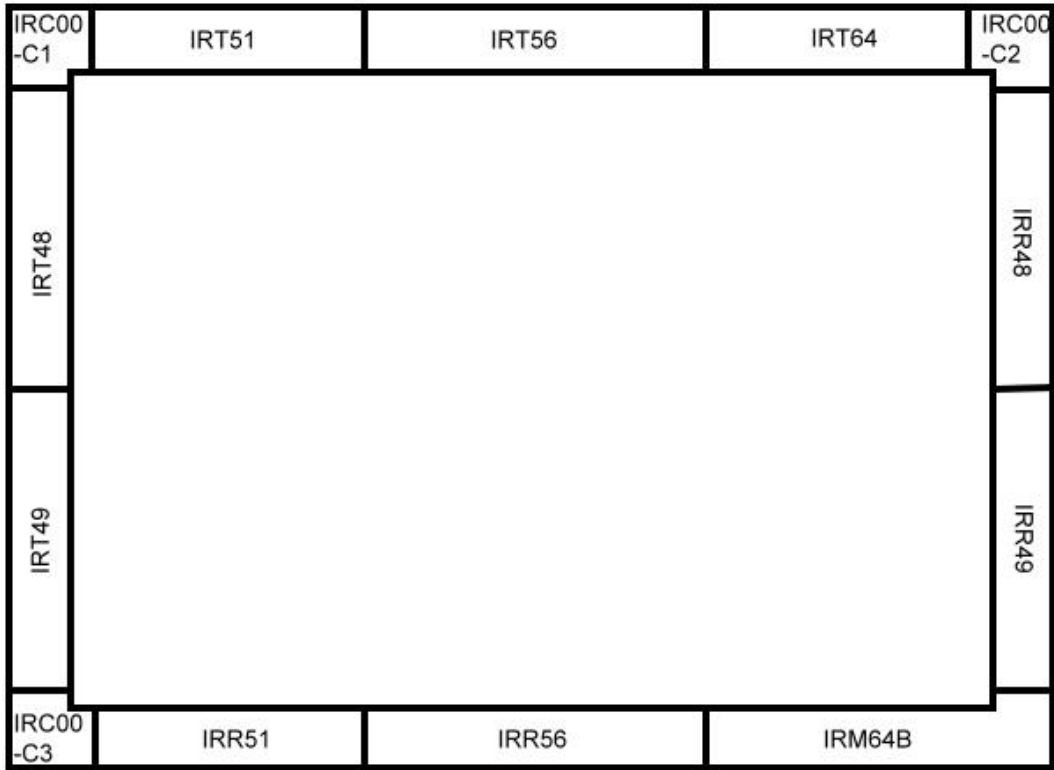 IRC00
-C1
IRT51
IRT56
IRT64
IRC00
-C2
IRT48
IRR48
IRT49
IRR49
IRC00
-C3
IRR51
IRR56
IRM64B